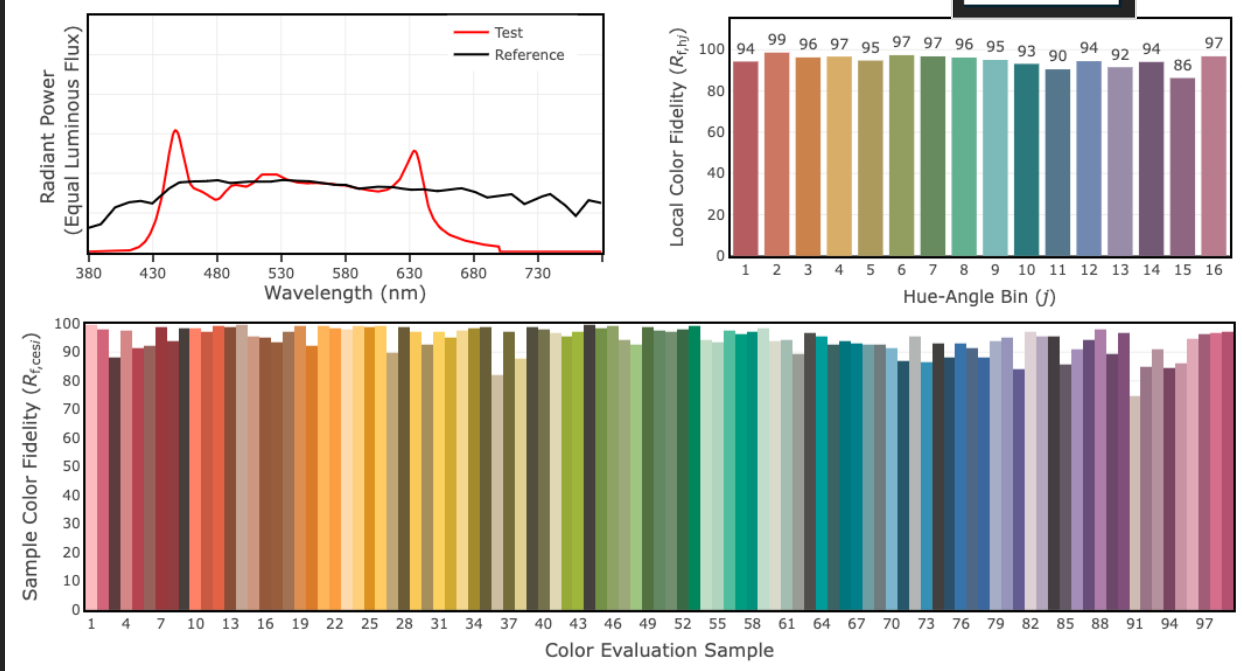 Radiant Power
(Equal Luminous Flux)
Test
Reference
380 430 480 530 580 630 680 730
Wavelength (nm)
Local Color Fidelity (Rf,hj)
100
80
60
40
20
0
94 99 96 97 95 97 97 96 95 93 90 94 92 94 86 97
1 2 3 4 5 6 7 8 9 10 11 12 13 14 15 16
Hue-Angle Bin (j)
Sample Color Fidelity (Rf,cesi)
100
90
80
70
60
50
40
30
20
10
0
1 4 7 10 13 16 19 22 25 28 31 34 37 40 43 46 49 52 55 58 61 64 67 70 73 76 79 82 85 88 91 94 97
Color Evaluation Sample